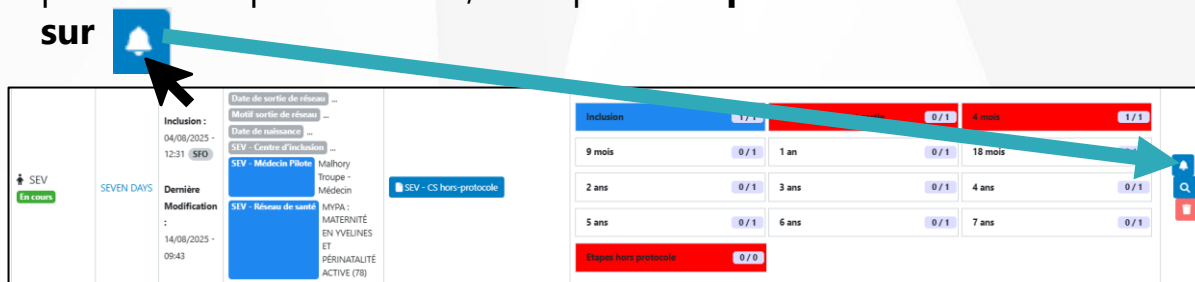 sur
SEV
En cours
SEVEN DAYS
Inclusion :
04/08/2025 -
12:31 SFO
Dernière
Modification
:
14/08/2025 -
09:43
Date de sortie de réseau ...
Motif sortie de réseau ...
Date de naissance ...
SEV - Centre d'inclusion ...
SEV - Médecin Pilote Malhory
Troupe -
Médecin
SEV - Réseau de santé MYPA :
MATERNITÉ
EN YVELINES
ET
PÉRINATALITÉ
ACTIVE (78)
SEV - CS hors-protocole
Inclusion 1/1
0/1
4 mois 1/1
9 mois 0/1
1 an 0/1
18 mois
2 ans 0/1
3 ans 0/1
4 ans 0/1
5 ans 0/1
6 ans 0/1
7 ans 0/1
Etapes hors protocole 0/0